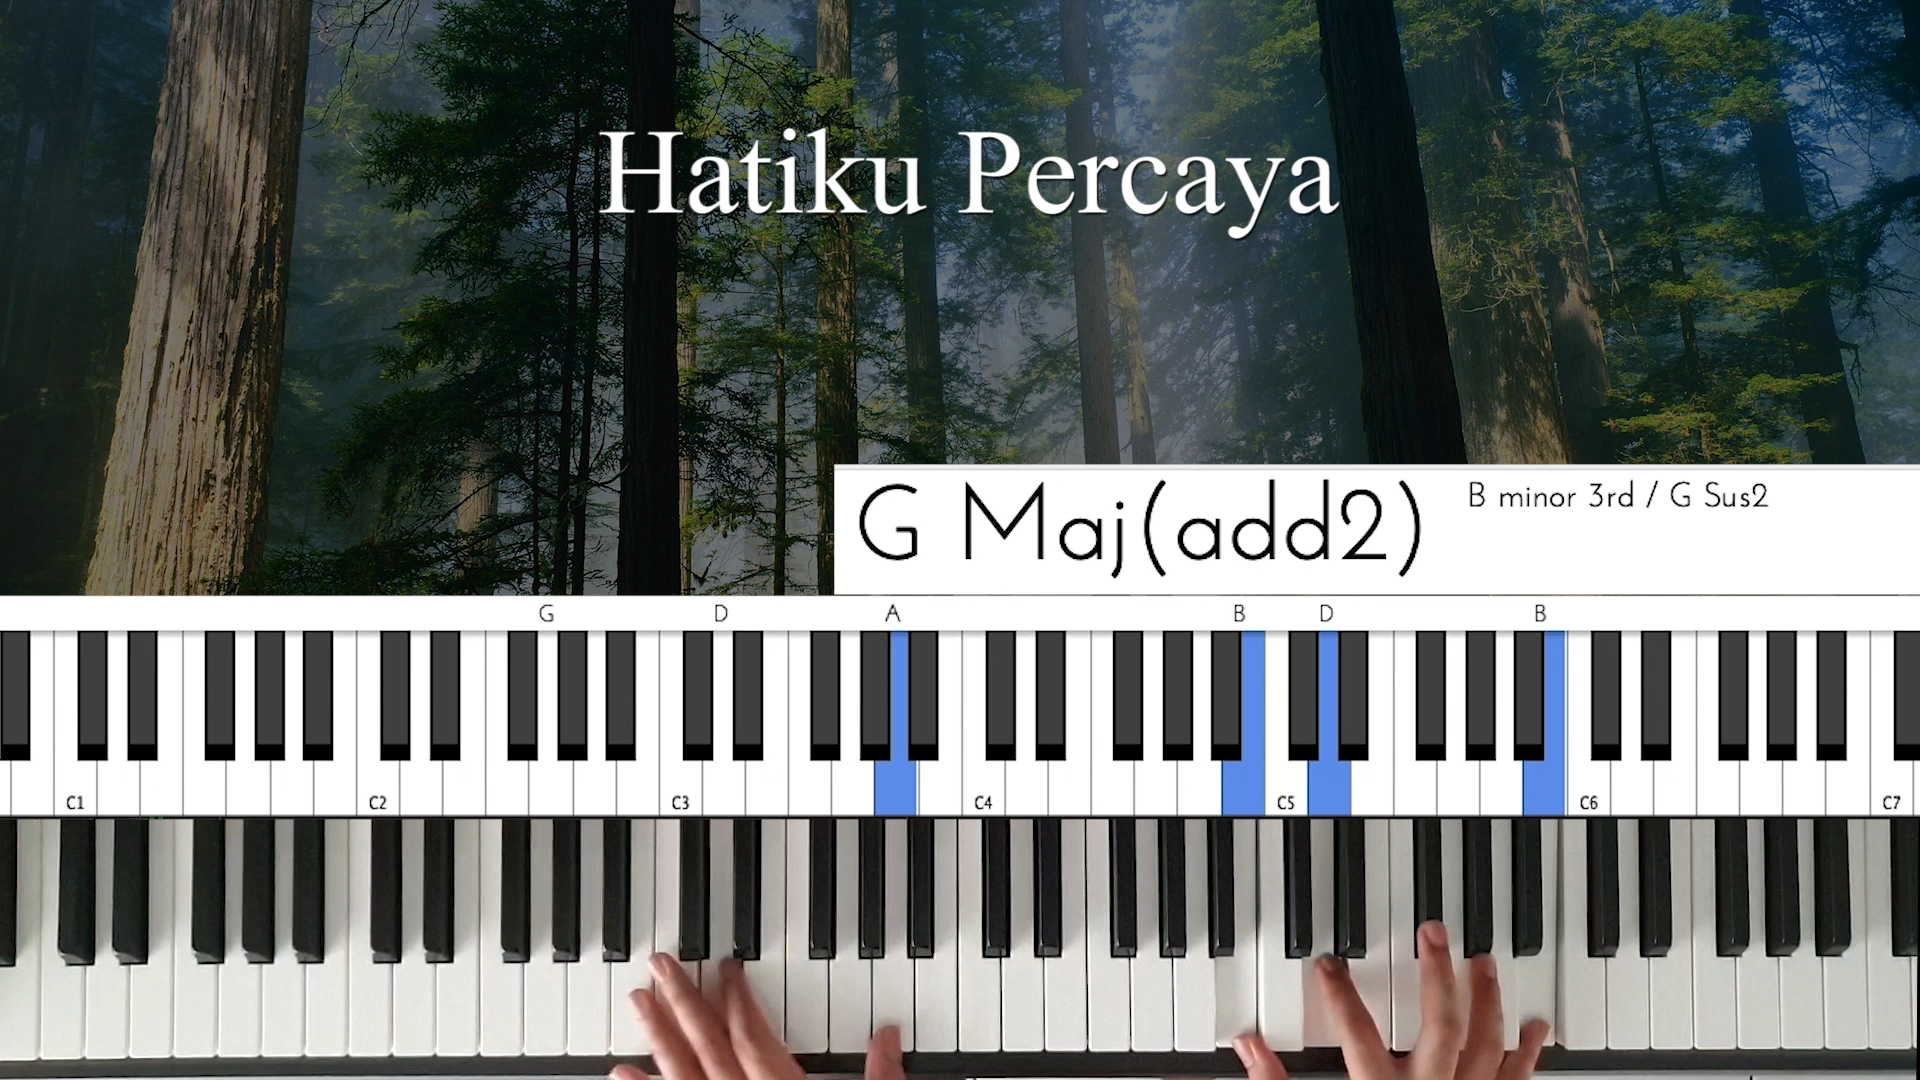 Hatiku Percaya
G Maj(add2)
B minor 3rd / G Sus2
G D A B D B
C1 C2 C3 C4 C5 C6 C7